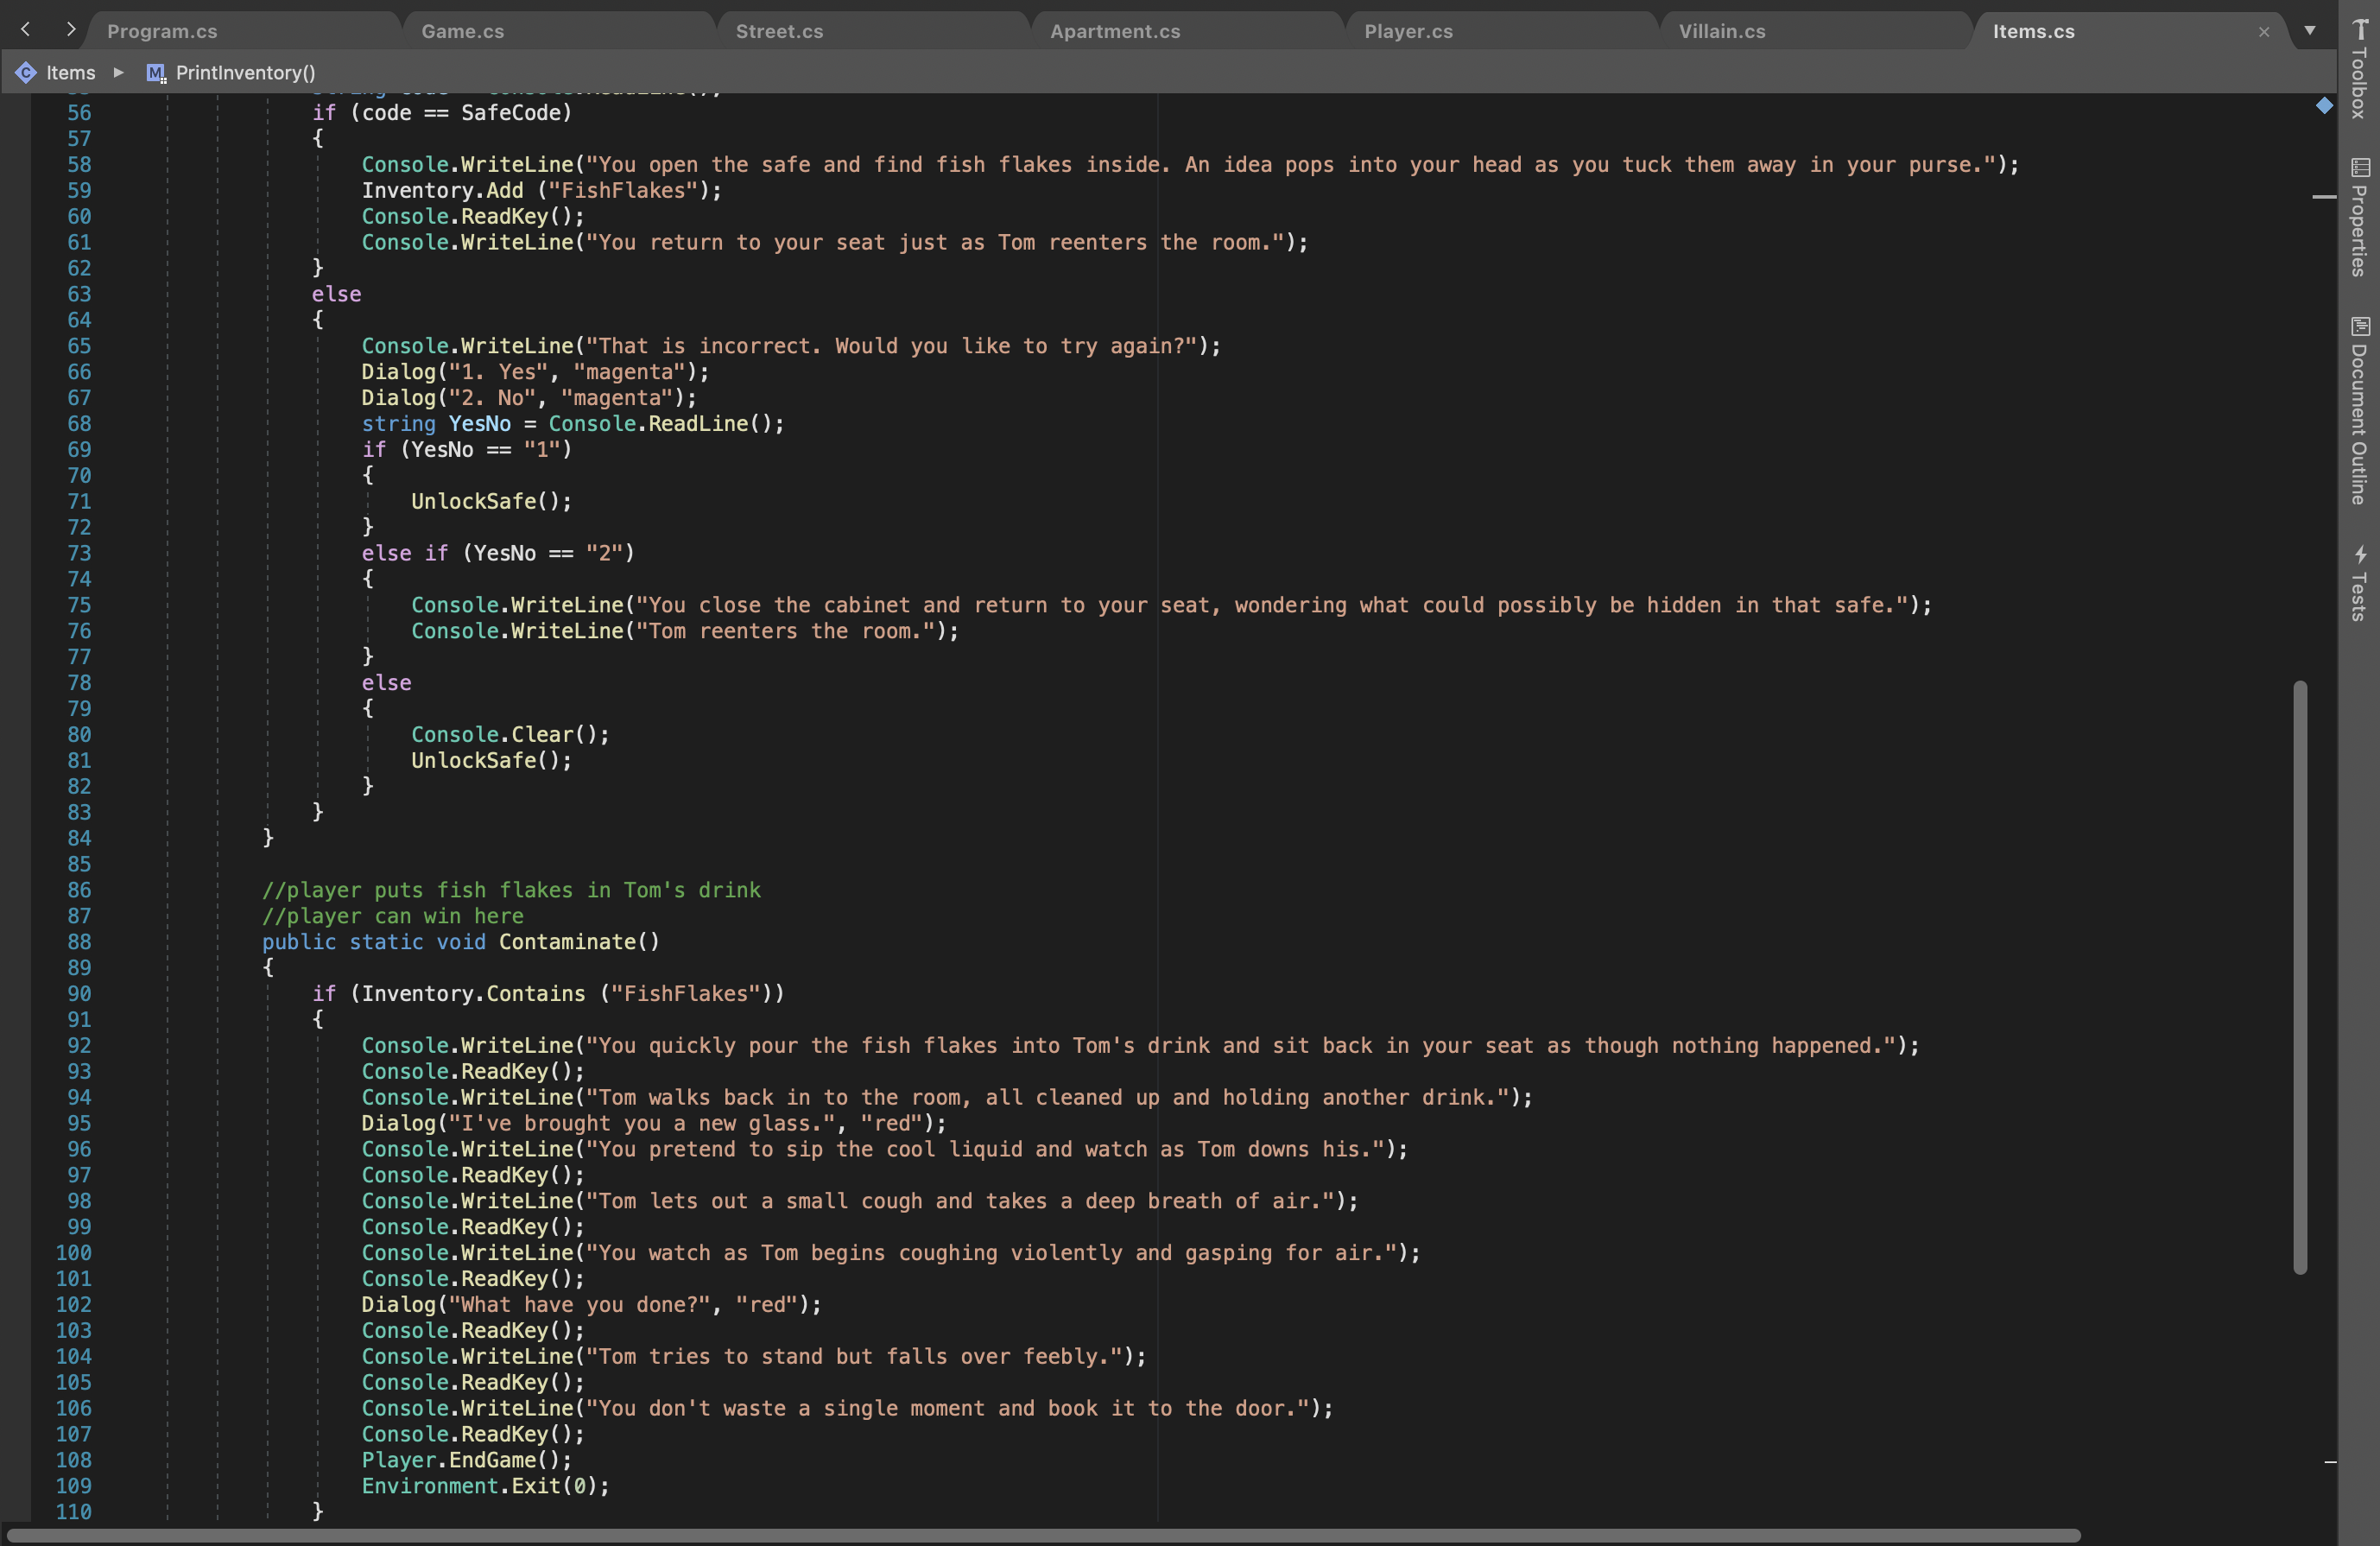 Program.cs Game.cs Street.cs Apartment.cs Player.cs Villain.cs Items.cs
Items PrintInventory()
56 if (code == SafeCode)
57 {
58 Console.WriteLine("You open the safe and find fish flakes inside. An idea pops into your head as you tuck them away in your purse.");
59 Inventory.Add ("FishFlakes");
60 Console.ReadKey();
61 Console.WriteLine("You return to your seat just as Tom reenters the room.");
62 }
63 else
64 {
65 Console.WriteLine("That is incorrect. Would you like to try again?");
66 Dialog("1. Yes", "magenta");
67 Dialog("2. No", "magenta");
68 string YesNo = Console.ReadLine();
69 if (YesNo == "1")
70 {
71 UnlockSafe();
72 }
73 else if (YesNo == "2")
74 {
75 Console.WriteLine("You close the cabinet and return to your seat, wondering what could possibly be hidden in that safe.");
76 Console.WriteLine("Tom reenters the room.");
77 }
78 else
79 {
80 Console.Clear();
81 UnlockSafe();
82 }
83 }
84 }
85
86 //player puts fish flakes in Tom's drink
87 //player can win here
88 public static void Contaminate()
89 {
90 if (Inventory.Contains ("FishFlakes"))
91 {
92 Console.WriteLine("You quickly pour the fish flakes into Tom's drink and sit back in your seat as though nothing happened.");
93 Console.ReadKey();
94 Console.WriteLine("Tom walks back in to the room, all cleaned up and holding another drink.");
95 Dialog("I've brought you a new glass.", "red");
96 Console.WriteLine("You pretend to sip the cool liquid and watch as Tom downs his.");
97 Console.ReadKey();
98 Console.WriteLine("Tom lets out a small cough and takes a deep breath of air.");
99 Console.ReadKey();
100 Console.WriteLine("You watch as Tom begins coughing violently and gasping for air.");
101 Console.ReadKey();
102 Dialog("What have you done?", "red");
103 Console.ReadKey();
104 Console.WriteLine("Tom tries to stand but falls over feebly.");
105 Console.ReadKey();
106 Console.WriteLine("You don't waste a single moment and book it to the door.");
107 Console.ReadKey();
108 Player.EndGame();
109 Environment.Exit(0);
110 }
Toolbox
Properties
Document Outline
Tests